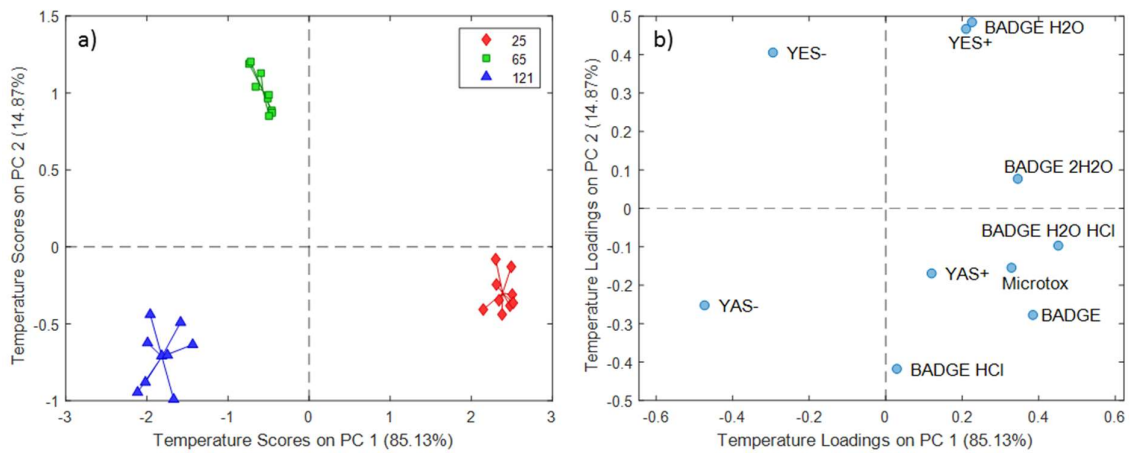 a)
25
65
121
1.5
1
0.5
0
-0.5
-1
-3
-2
-1
0
1
2
3
Temperature Scores on PC 2 (14.87%)
Temperature Scores on PC 1 (85.13%)
b)
0.5
0.4
0.3
0.2
0.1
0
-0.1
-0.2
-0.3
-0.4
-0.5
-0.6
-0.4
-0.2
0
0.2
0.4
0.6
Temperature Loadings on PC 2 (14.87%)
Temperature Loadings on PC 1 (85.13%)
BADGE H2O
YES+
YES-
BADGE 2H2O
BADGE H2O HCl
YAS+
Microtox
YAS-
BADGE
BADGE HCl